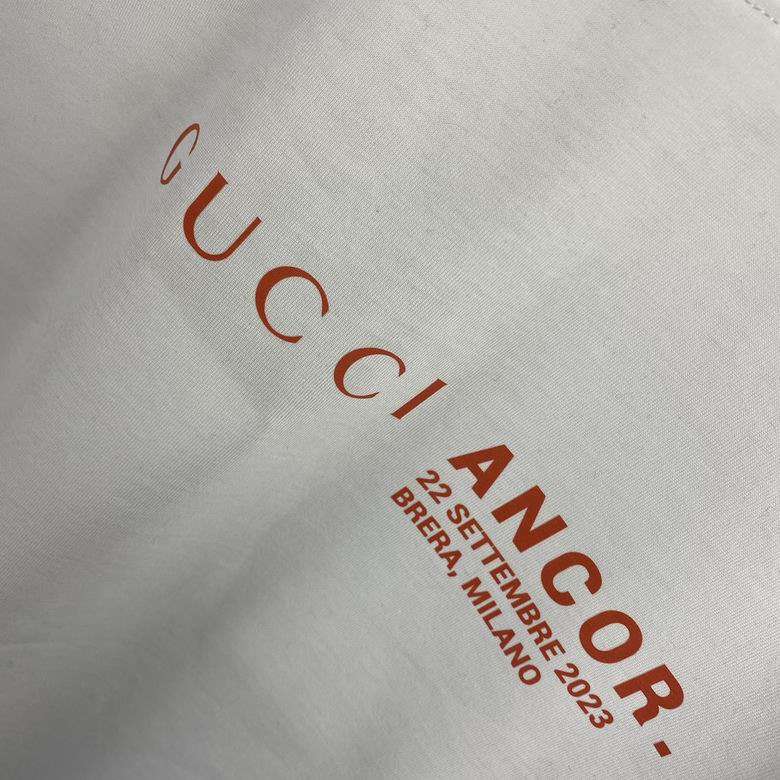 GUCCI
ANCOR-
22 SETTEMBRE 2023
BRERA, MILANO